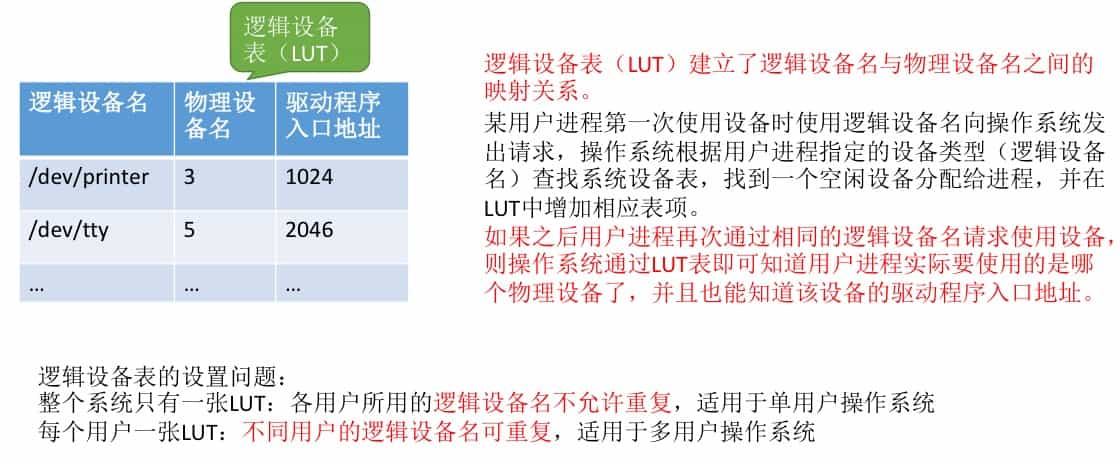 逻辑设备
表（LUT）
逻辑设备名 物理设 驱动程序
备名 入口地址
/dev/printer 3 1024
/dev/tty 5 2046
… … …
逻辑设备表（LUT）建立了逻辑设备名与物理设备名之间的
映射关系。
某用户进程第一次使用设备时使用逻辑设备名向操作系统发
出请求，操作系统根据用户进程指定的设备类型（逻辑设备
名）查找系统设备表，找到一个空闲设备分配给进程，并在
LUT中增加相应表项。
如果之后用户进程再次通过相同的逻辑设备名请求使用设备，
则操作系统通过LUT表即可知道用户进程实际要使用的是哪
个物理设备了，并且也能知道该设备的驱动程序入口地址。
逻辑设备表的设置问题：
整个系统只有一张LUT：各用户所用的逻辑设备名不允许重复，适用于单用户操作系统
每个用户一张LUT：不同用户的逻辑设备名可重复，适用于多用户操作系统